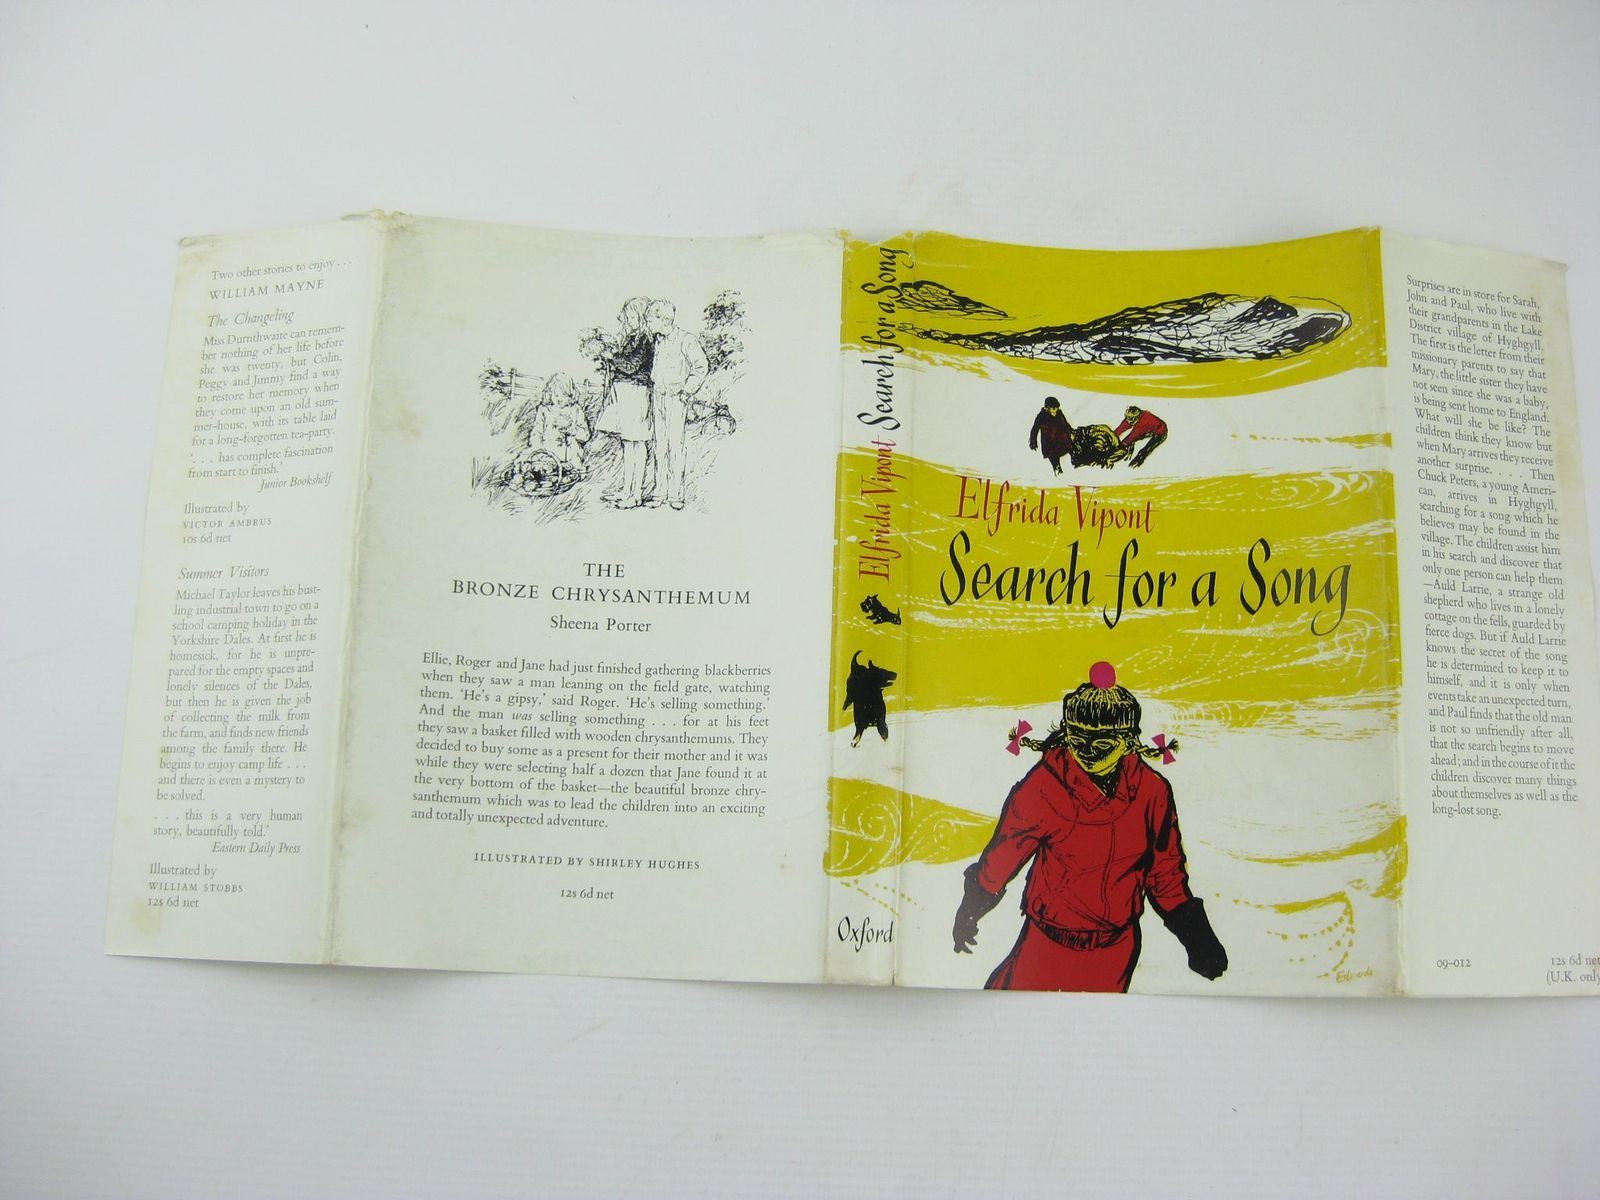 Two other stories to enjoy . . .
WILLIAM MAYNE
The Changeling
Miss Durnthwaite can remem-
ber nothing of her life before
she was twenty, but Colin,
Peggy and Jimmy find a way
to restore her memory when
they come upon an old sum-
mer-house, with its table laid
for a long-forgotten tea-party.
'. . . has complete fascination
from start to finish.'
Junior Bookshelf
Illustrated by
VICTOR AMBRUS
10s 6d net
Summer Visitors
Michael Taylor leaves his bust-
ling industrial town to go on a
school camping holiday in the
Yorkshire Dales. At first he is
homesick, for he is unpre-
pared for the empty spaces and
lonely silences of the Dales,
but then he is given the job
of collecting the milk from
the farm, and finds new friends
among the family there. He
begins to enjoy camp life . . .
and there is even a mystery to
be solved.
. . . this is a very human
story, beautifully told.'
Eastern Daily Press
Illustrated by
WILLIAM STOBBS
12s 6d net
THE
BRONZE CHRYSANTHEMUM
Sheena Porter
Ellie, Roger and Jane had just finished gathering blackberries
when they saw a man leaning on the field gate, watching
them. 'He's a gipsy,' said Roger. 'He's selling something.'
And the man was selling something . . . for at his feet
they saw a basket filled with wooden chrysanthemums. They
decided to buy some as a present for their mother and it was
while they were selecting half a dozen that Jane found it at
the very bottom of the basket—the beautiful bronze chry-
santhemum which was to lead the children into an exciting
and totally unexpected adventure.
ILLUSTRATED BY SHIRLEY HUGHES
12s 6d net
Elfrida Vipont Search for a Song
Oxford
Elfrida Vipont
Search for a Song
Edwards
Surprises are in store for Sarah,
John and Paul, who live with
their grandparents in the Lake
District village of Hyghgyll.
The first is the letter from their
missionary parents to say that
Mary, the little sister they have
not seen since she was a baby,
is being sent home to England.
What will she be like? The
children think they know but
when Mary arrives they receive
another surprise. . . . Then
Chuck Peters, a young Ameri-
can, arrives in Hyghgyll,
searching for a song which he
believes may be found in the
village. The children assist him
in his search and discover that
only one person can help them
—Auld Larrie, a strange old
shepherd who lives in a lonely
cottage on the fells, guarded by
fierce dogs. But if Auld Larrie
knows the secret of the song
he is determined to keep it to
himself, and it is only when
events take an unexpected turn,
and Paul finds that the old man
is not so unfriendly after all,
that the search begins to move
ahead; and in the course of it the
children discover many things
about themselves as well as the
long-lost song.
09–012
12s 6d net
(U.K. only